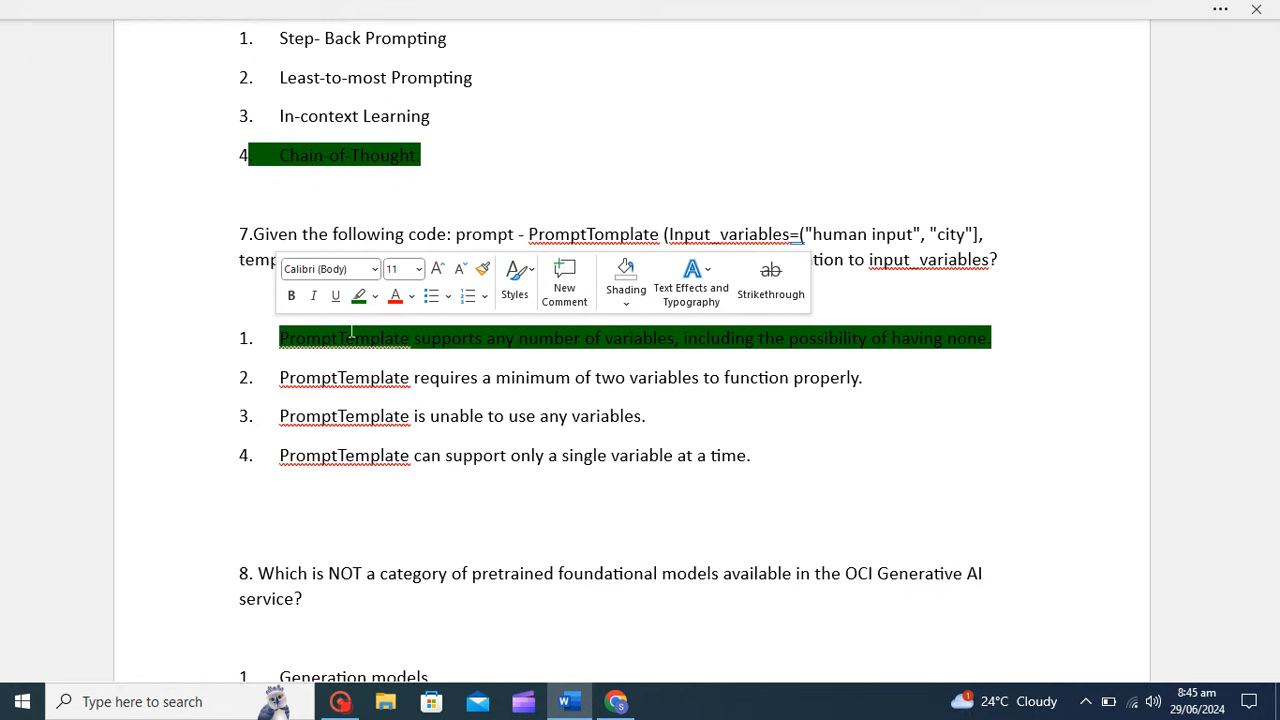 1. Step- Back Prompting
2. Least-to-most Prompting
3. In-context Learning
4. Chain-of-Thought.
7.Given the following code: prompt - PromptTomplate (Input_variables=("human input", "city"],
temp
tion to input_variables?
Calibri (Body) 11 A A
Styles
New Comment
Shading
Text Effects and Typography
ab
Strikethrough
B I U A
1. PromptTemplate supports any number of variables, including the possibility of having none.
2. PromptTemplate requires a minimum of two variables to function properly.
3. PromptTemplate is unable to use any variables.
4. PromptTemplate can support only a single variable at a time.
8. Which is NOT a category of pretrained foundational models available in the OCI Generative AI
service?
1 Generation models
Type here to search
1
24°C Cloudy
8:45 am
29/06/2024